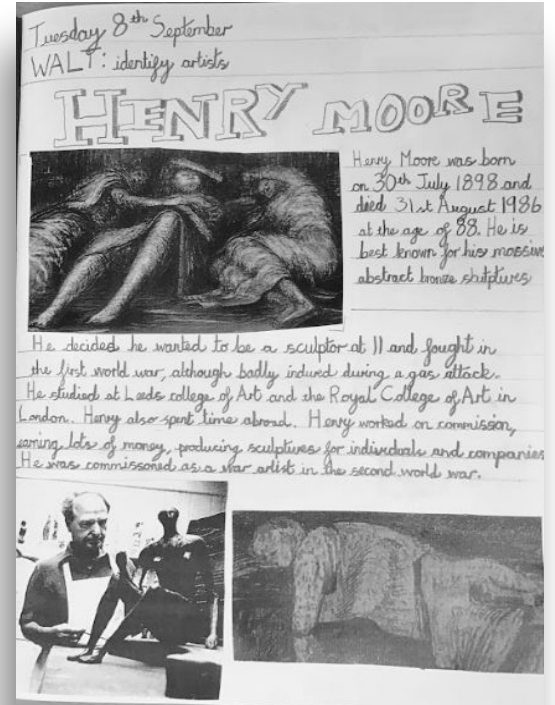 Tuesday 8th September
WALT: identify artists
HENRY MOORE
Henry Moore was born
on 30th July 1898 and
died 31st August 1986
at the age of 88. He is
best known for his massive
abstract bronze sculptures
He decided he wanted to be a sculptor at 11 and fought in
the first world war, although badly indured during a gas attack.
He studied at Leeds college of Art and the Royal College of Art in
London. Henry also spent time abroad. Henry worked on commission,
earning lots of money, producing sculptures for individuals and companies
He was commissoned as a war artist in the second world war.